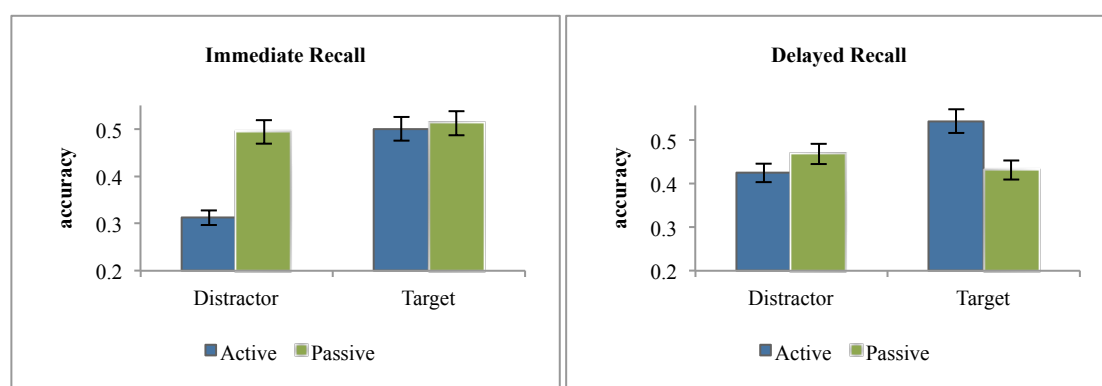 Immediate Recall
accuracy
0.5
0.4
0.3
0.2
Distractor Target
Active Passive
Delayed Recall
accuracy
0.5
0.4
0.3
0.2
Distractor Target
Active Passive